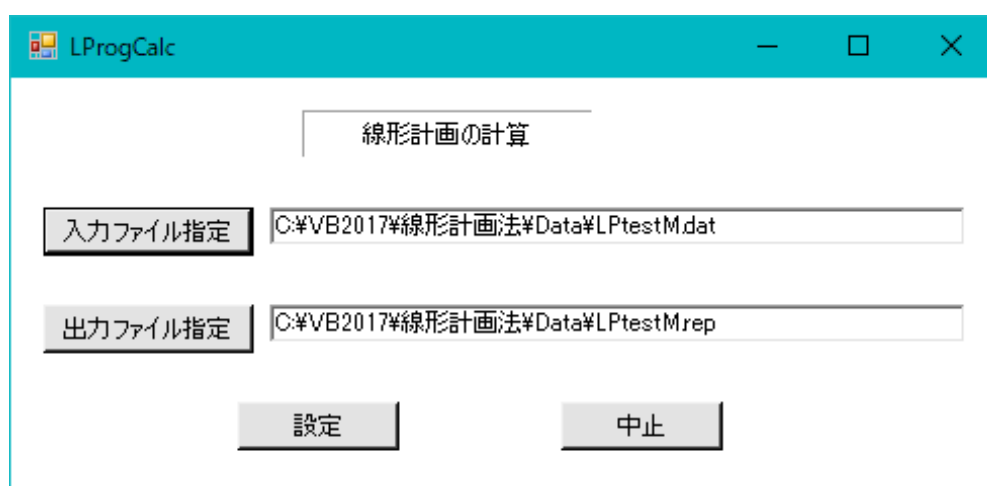 LProgCalc
線形計画の計算
入力ファイル指定 C:¥VB2017¥線形計画法¥Data¥LPtestM.dat
出力ファイル指定 C:¥VB2017¥線形計画法¥Data¥LPtestM.rep
設定 中止